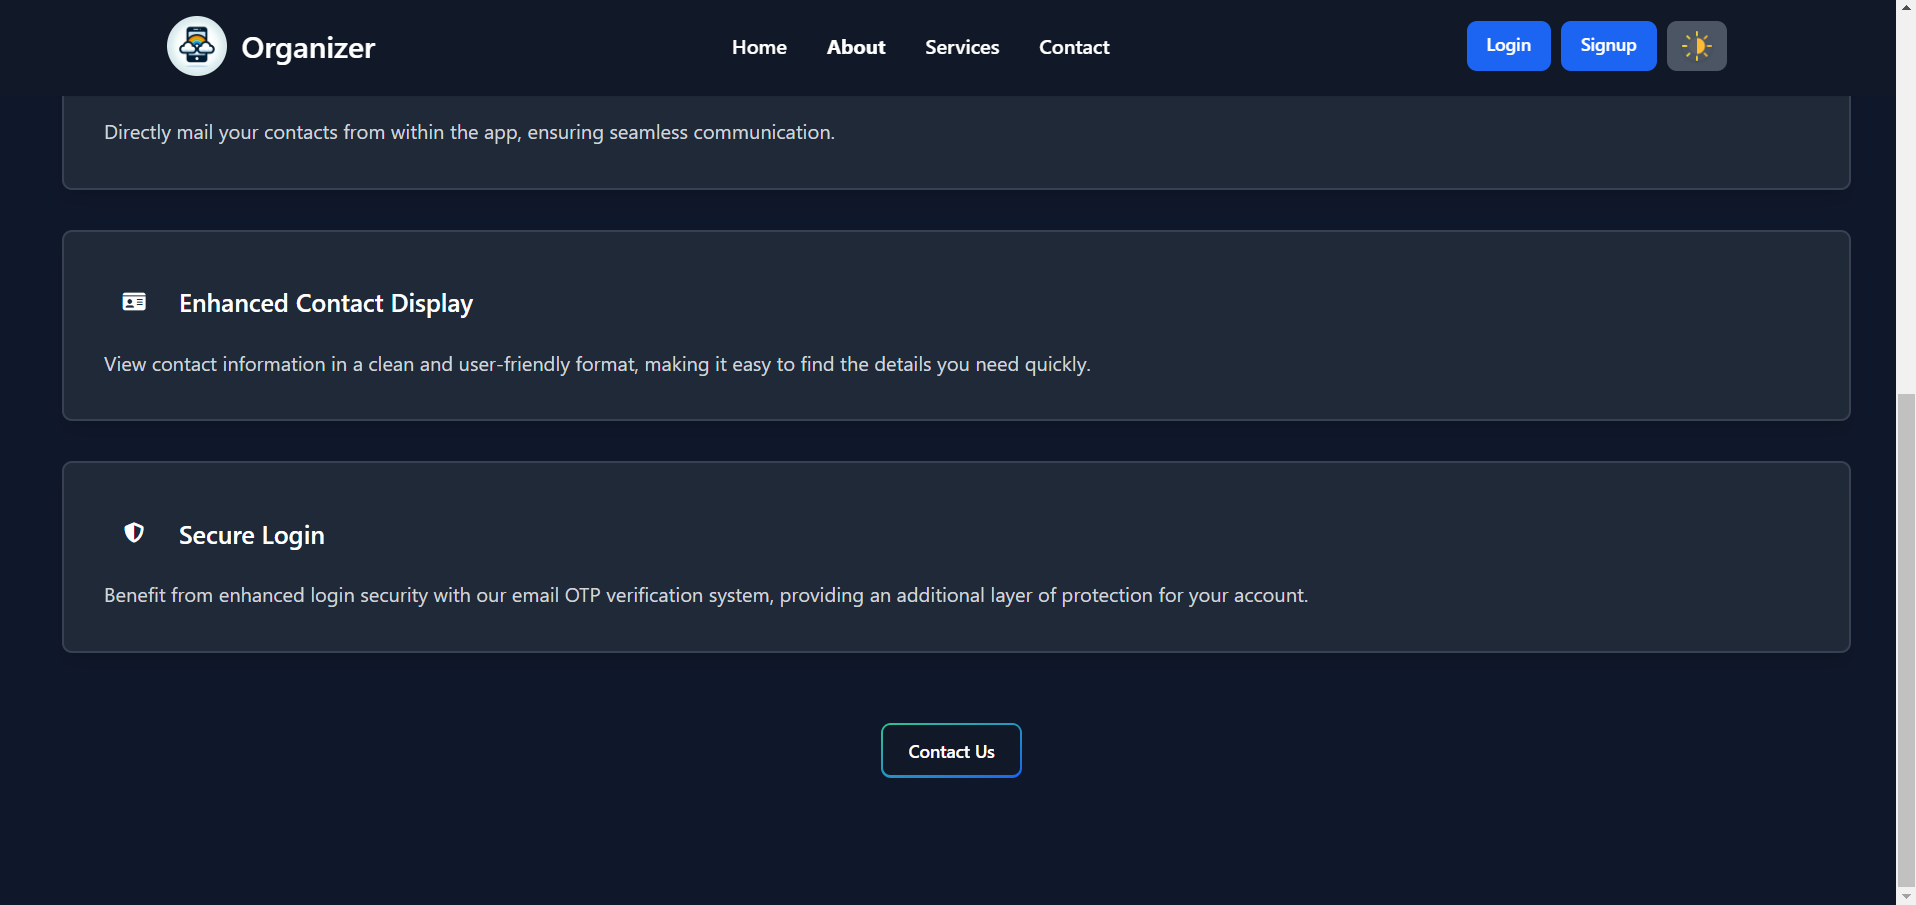 Organizer
Home About Services Contact
Login Signup
Directly mail your contacts from within the app, ensuring seamless communication.
Enhanced Contact Display
View contact information in a clean and user-friendly format, making it easy to find the details you need quickly.
Secure Login
Benefit from enhanced login security with our email OTP verification system, providing an additional layer of protection for your account.
Contact Us